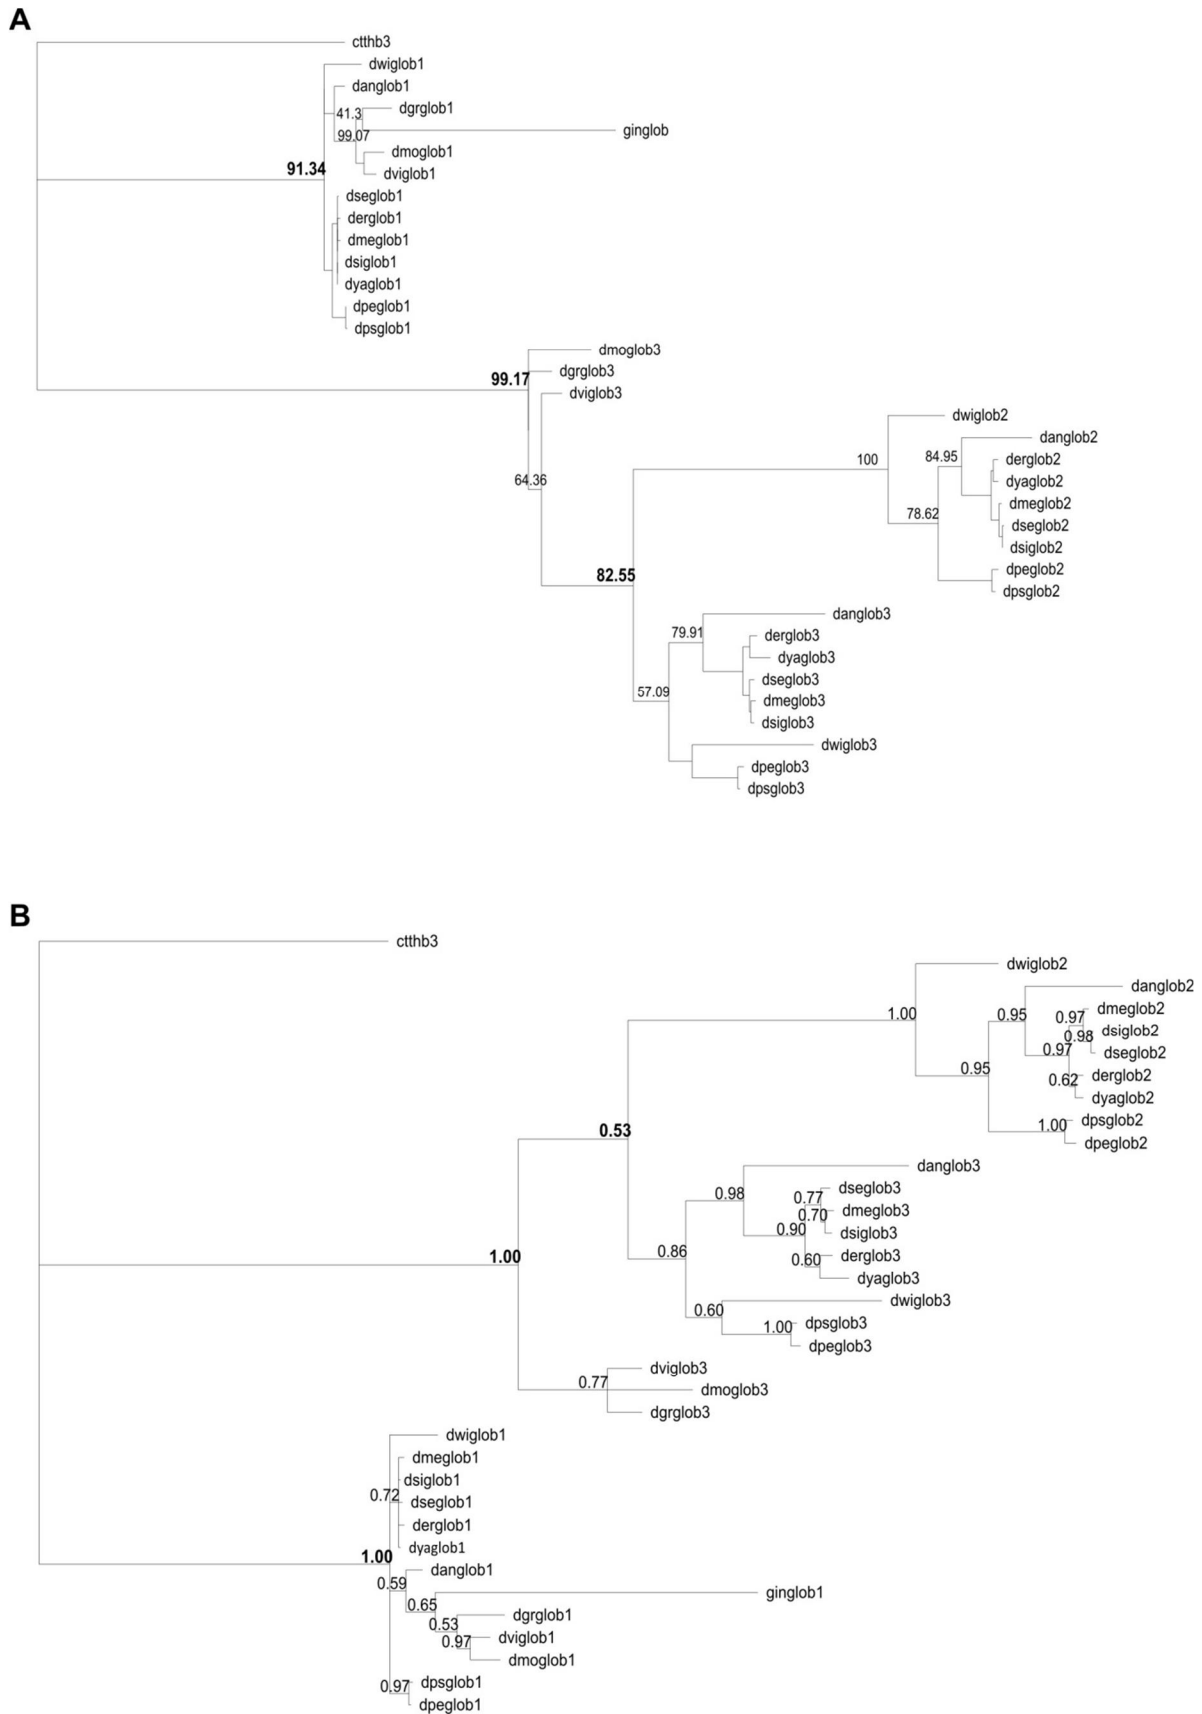 A
ctthb3
dwiglob1
danglob1
41.3
dgrglob1
ginglob
99.07
dmoglob1
91.34
dviglob1
dseglob1
derglob1
dmeglob1
dsiglob1
dyaglob1
dpeglob1
dpsglob1
dmoglob3
99.17
dgrglob3
dviglob3
dwiglob2
danglob2
100
84.95
derglob2
64.36
dyaglob2
dmeglob2
78.62
dseglob2
dsiglob2
82.55
dpeglob2
dpsglob2
danglob3
79.91
derglob3
dyaglob3
dseglob3
57.09
dmeglob3
dsiglob3
dwiglob3
dpeglob3
dpsglob3
B
ctthb3
dwiglob2
danglob2
1.00
0.95
0.97
dmeglob2
0.98
dsiglob2
0.97
dseglob2
0.95
0.62
derglob2
dyaglob2
0.53
1.00
dpsglob2
dpeglob2
danglob3
0.98
0.77
dseglob3
0.70
dmeglob3
0.90
dsiglob3
1.00
0.86
0.60
derglob3
dyaglob3
dwiglob3
0.60
1.00
dpsglob3
dpeglob3
dviglob3
0.77
dmoglob3
dgrglob3
dwiglob1
dmeglob1
dsiglob1
0.72
dseglob1
derglob1
dyaglob1
1.00
danglob1
0.59
ginglob1
0.65
dgrglob1
0.53
dviglob1
0.97
dmoglob1
0.97
dpsglob1
dpeglob1